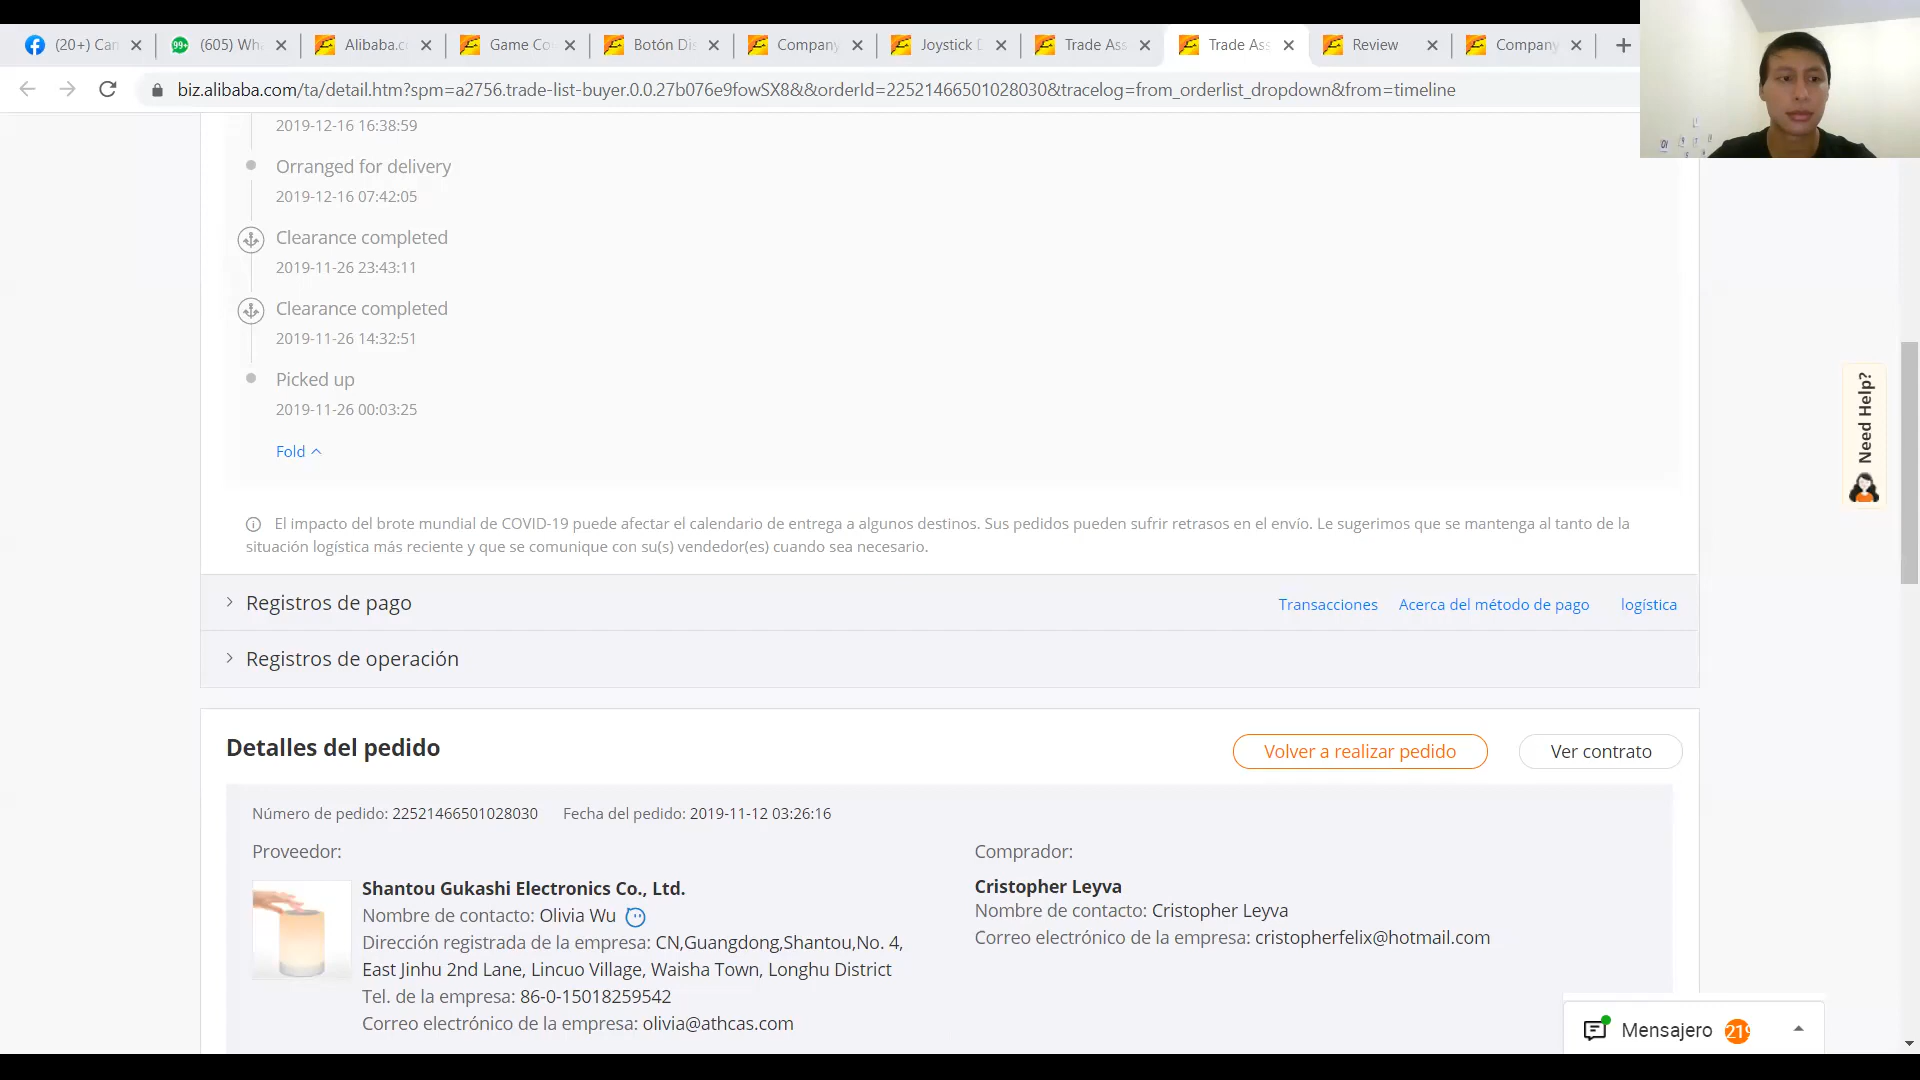 (20+) Can
(605) Wh
Alibaba.c
Game Co
Botón Di
Company
Joystick
Trade Ass
Trade Ass
Review
Company
biz.alibaba.com/ta/detail.htm?spm=a2756.trade-list-buyer.0.0.27b076e9fowSX8&&orderId=22521466501028030&tracelog=from_orderlist_dropdown&from=timeline
2019-12-16 16:38:59
Orranged for delivery
2019-12-16 07:42:05
Clearance completed
2019-11-26 23:43:11
Clearance completed
2019-11-26 14:32:51
Picked up
2019-11-26 00:03:25
Fold
El impacto del brote mundial de COVID-19 puede afectar el calendario de entrega a algunos destinos. Sus pedidos pueden sufrir retrasos en el envío. Le sugerimos que se mantenga al tanto de la
situación logística más reciente y que se comunique con su(s) vendedor(es) cuando sea necesario.
Registros de pago
Transacciones Acerca del método de pago logística
Registros de operación
Detalles del pedido
Volver a realizar pedido
Ver contrato
Número de pedido: 22521466501028030 Fecha del pedido: 2019-11-12 03:26:16
Proveedor:
Shantou Gukashi Electronics Co., Ltd.
Nombre de contacto: Olivia Wu
Dirección registrada de la empresa: CN,Guangdong,Shantou,No. 4,
East Jinhu 2nd Lane, Lincuo Village, Waisha Town, Longhu District
Tel. de la empresa: 86-0-15018259542
Correo electrónico de la empresa: olivia@athcas.com
Comprador:
Cristopher Leyva
Nombre de contacto: Cristopher Leyva
Correo electrónico de la empresa: cristopherfelix@hotmail.com
Need Help?
Mensajero